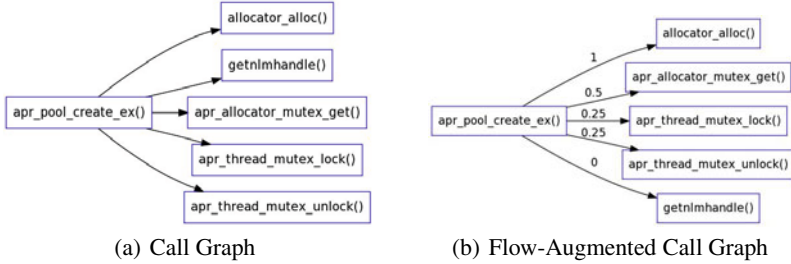 allocator_alloc()
getnlmhandle()
apr_pool_create_ex()
apr_allocator_mutex_get()
apr_thread_mutex_lock()
apr_thread_mutex_unlock()
(a) Call Graph
allocator_alloc()
1
apr_allocator_mutex_get()
0.5
apr_pool_create_ex()
0.25
apr_thread_mutex_lock()
0.25
apr_thread_mutex_unlock()
0
getnlmhandle()
(b) Flow-Augmented Call Graph